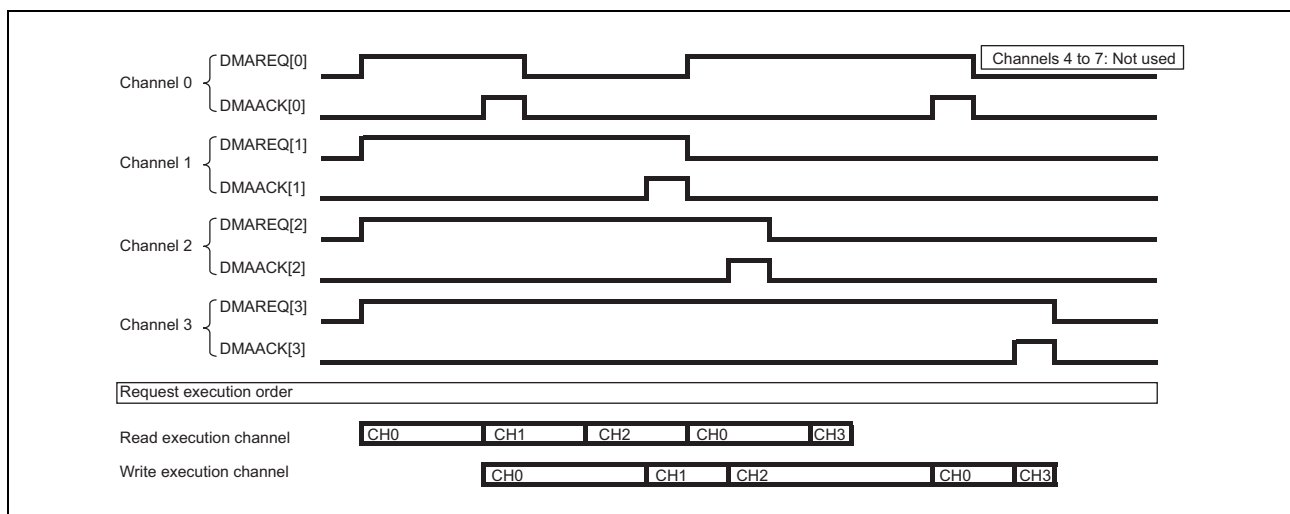 DMAREQ[0]
Channels 4 to 7: Not used
Channel 0
DMAACK[0]
DMAREQ[1]
Channel 1
DMAACK[1]
DMAREQ[2]
Channel 2
DMAACK[2]
DMAREQ[3]
Channel 3
DMAACK[3]
Request execution order
Read execution channel CH0 CH1 CH2 CH0 CH3
Write execution channel CH0 CH1 CH2 CH0 CH3